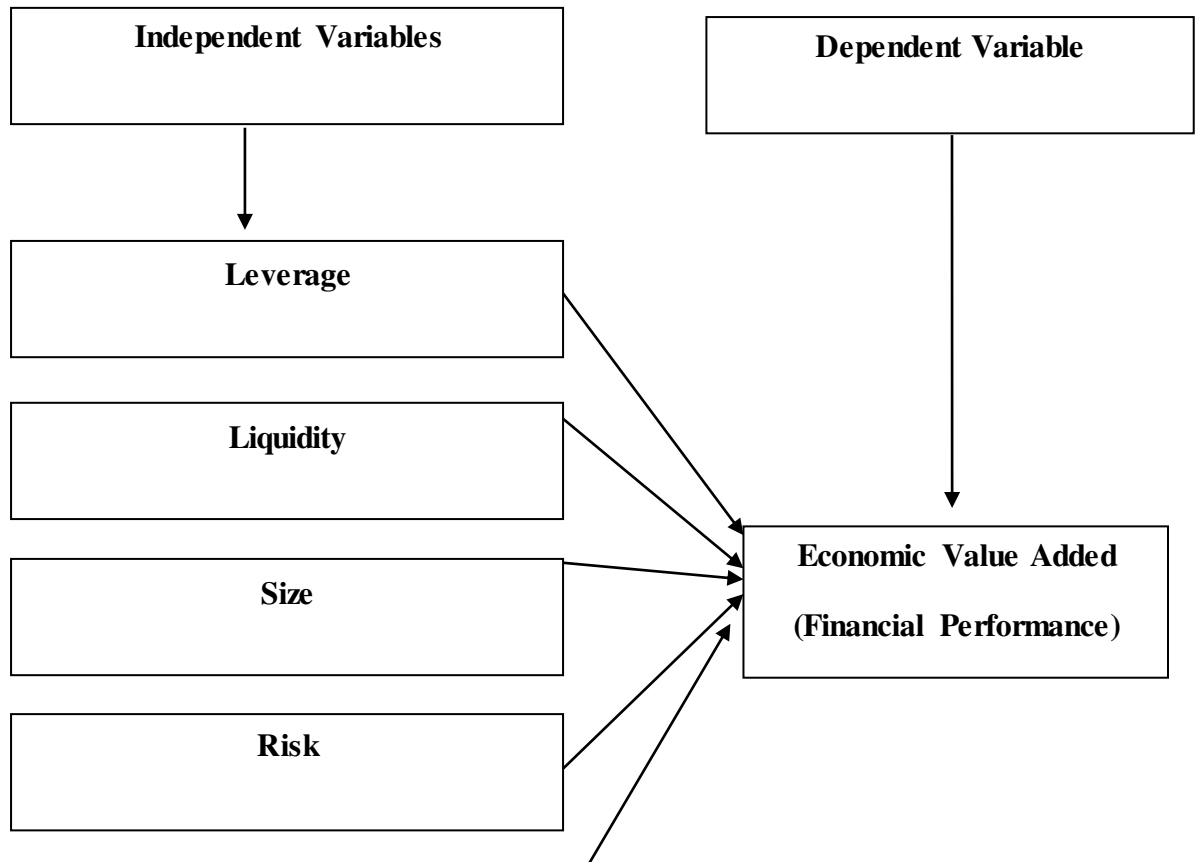 Independent Variables
Dependent Variable
Leverage
Liquidity
Size
Risk
Economic Value Added
(Financial Performance)